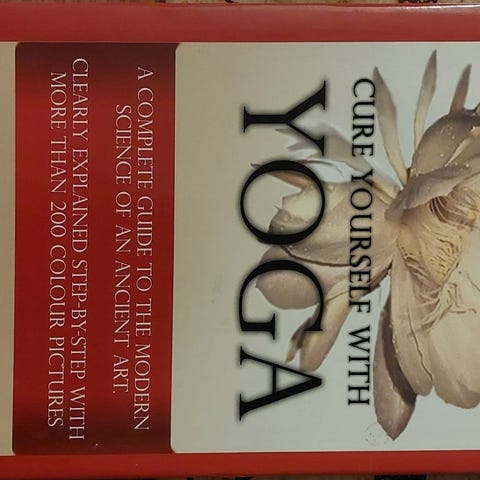 CURE YOURSELF WITH
YOGA
A COMPLETE GUIDE TO THE MODERN
SCIENCE OF AN ANCIENT ART.
CLEARLY EXPLAINED STEP-BY-STEP WITH
MORE THAN 200 COLOUR PICTURES